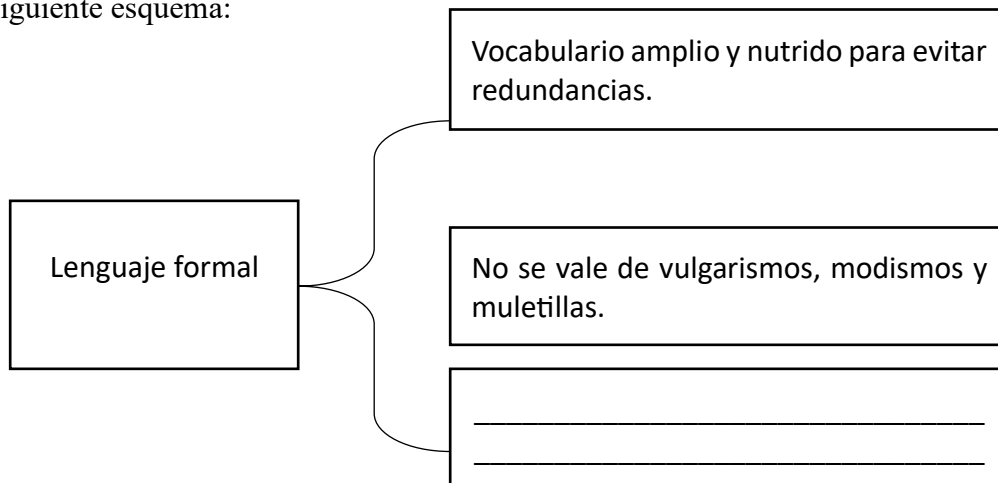 iguiente esquema:
Vocabulario amplio y nutrido para evitar
redundancias.
Lenguaje formal
No se vale de vulgarismos, modismos y
muletillas.